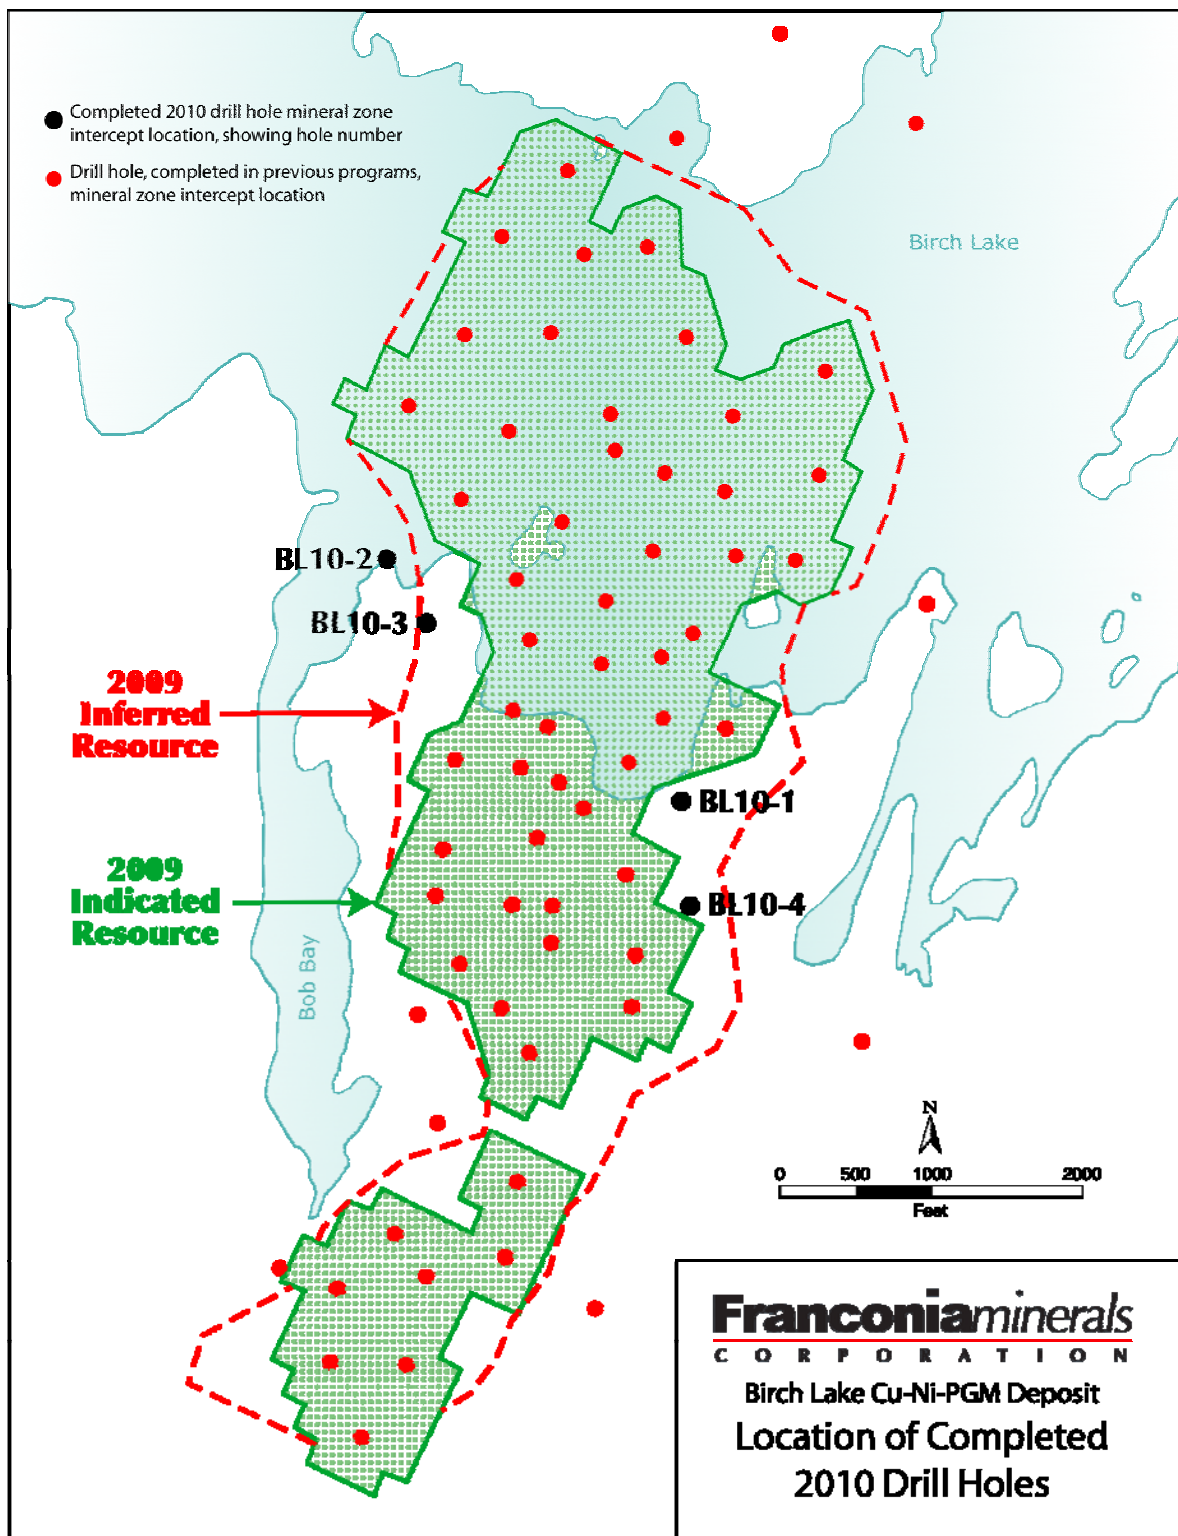 Completed 2010 drill hole mineral zone
intercept location, showing hole number
Drill hole, completed in previous programs,
mineral zone intercept location
Birch Lake
BL10-2
BL10-3
2009
Inferred
Resource
BL10-1
2009
Indicated
Resource
BL10-4
Bob Bay
N
0 500 1000 2000
Feet
Franconiaminerals
CORPORATION
Birch Lake Cu-Ni-PGM Deposit
Location of Completed
2010 Drill Holes